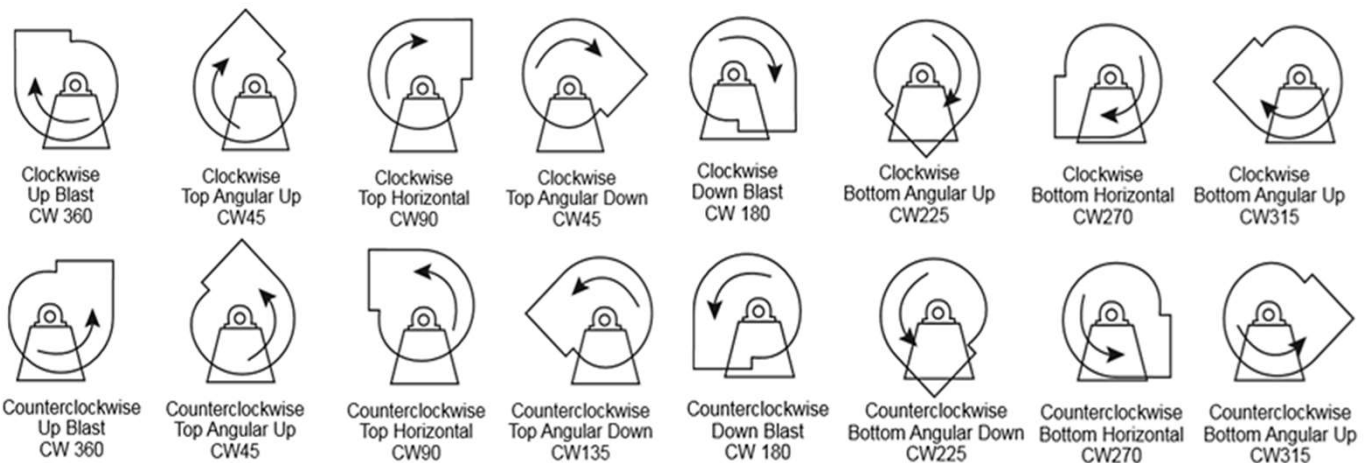 Clockwise
Up Blast
CW 360
Clockwise
Top Angular Up
CW45
Clockwise
Top Horizontal
CW90
Clockwise
Top Angular Down
CW45
Clockwise
Down Blast
CW 180
Clockwise
Bottom Angular Up
CW225
Clockwise
Bottom Horizontal
CW270
Clockwise
Bottom Angular Up
CW315
Counterclockwise
Up Blast
CW 360
Counterclockwise
Top Angular Up
CW45
Counterclockwise
Top Horizontal
CW90
Counterclockwise
Top Angular Down
CW135
Counterclockwise
Down Blast
CW 180
Counterclockwise
Bottom Angular Down
CW225
Counterclockwise
Bottom Horizontal
CW270
Counterclockwise
Bottom Angular Up
CW315